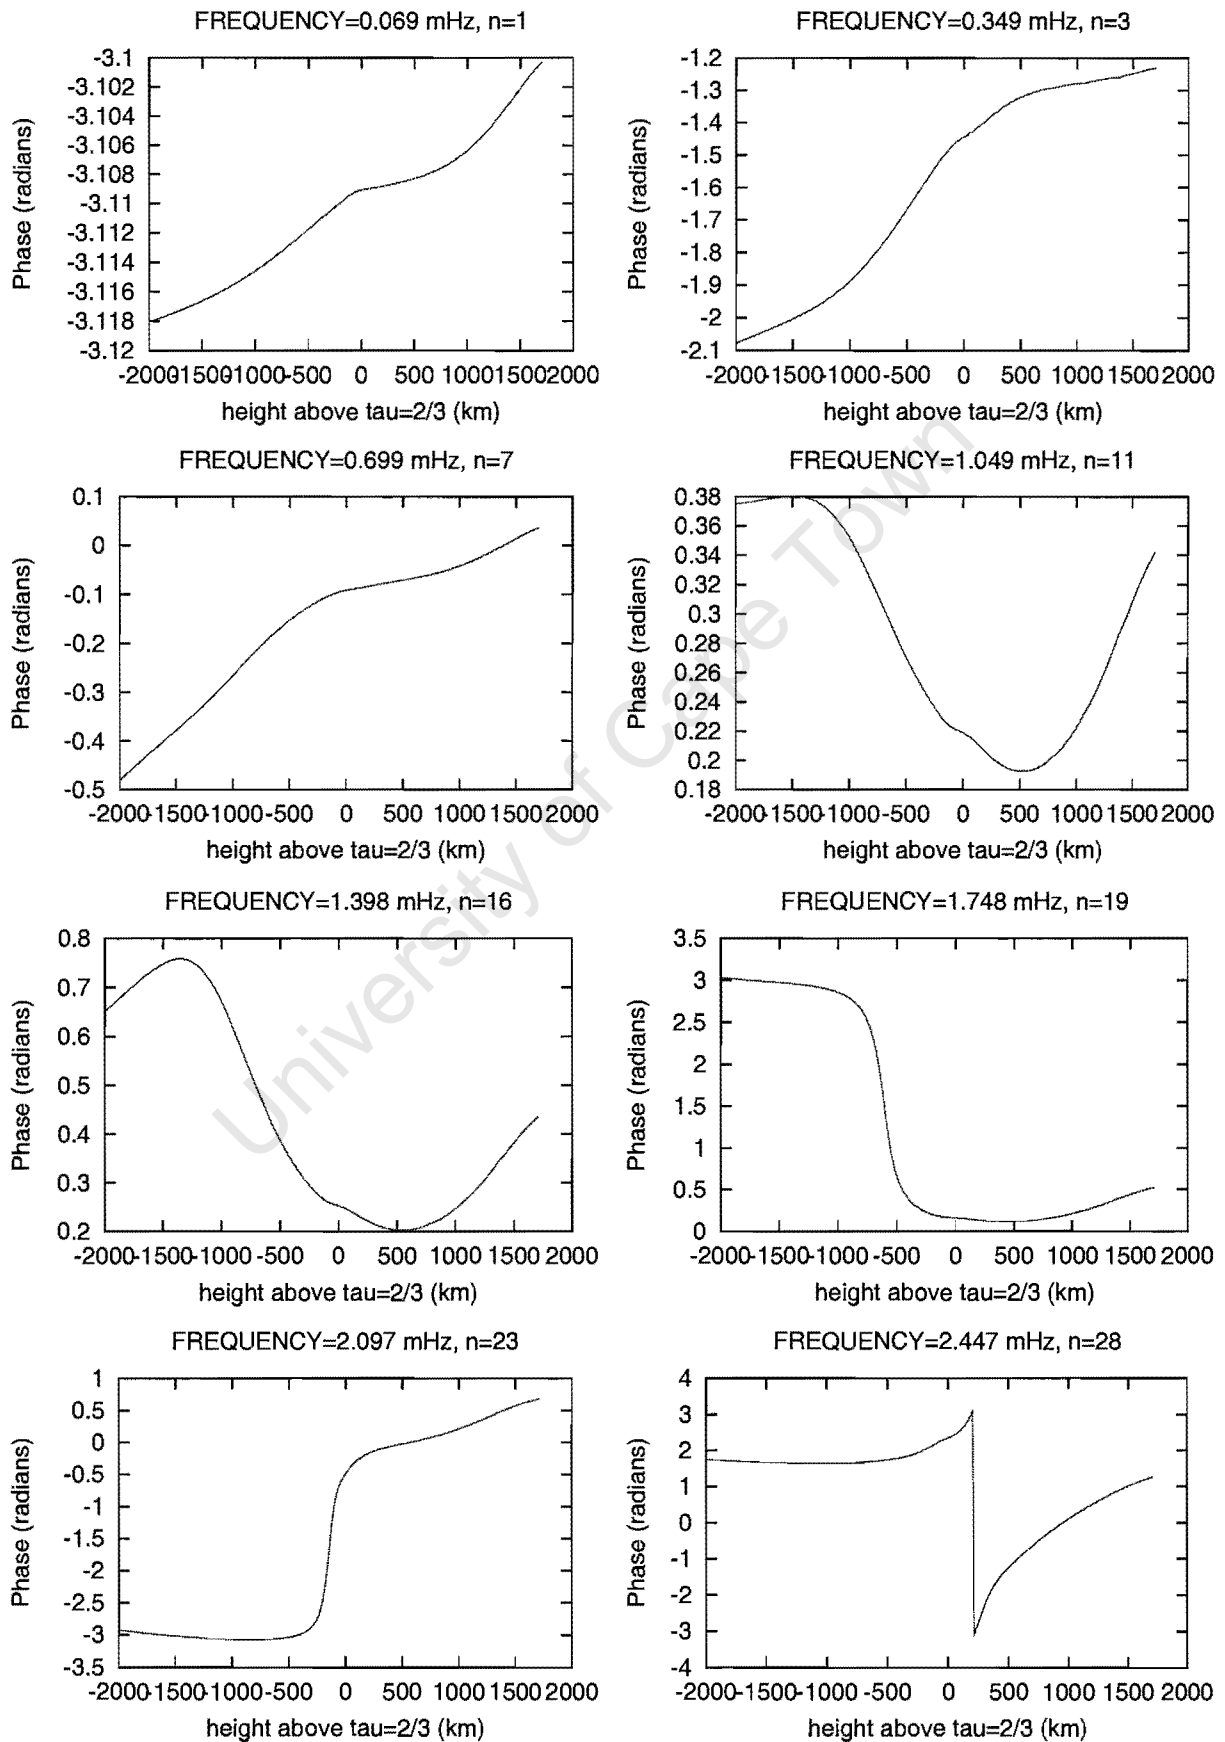 FREQUENCY=0.069 mHz, n=1
Phase (radians)
-3.1
-3.102
-3.104
-3.106
-3.108
-3.11
-3.112
-3.114
-3.116
-3.118
-3.12
-2000 -1500 -1000 -500 0 500 1000 1500 2000
height above tau=2/3 (km)
FREQUENCY=0.349 mHz, n=3
Phase (radians)
-1.2
-1.3
-1.4
-1.5
-1.6
-1.7
-1.8
-1.9
-2
-2.1
-2000 -1500 -1000 -500 0 500 1000 1500 2000
height above tau=2/3 (km)
FREQUENCY=0.699 mHz, n=7
Phase (radians)
0.1
0
-0.1
-0.2
-0.3
-0.4
-0.5
-2000 -1500 -1000 -500 0 500 1000 1500 2000
height above tau=2/3 (km)
FREQUENCY=1.049 mHz, n=11
Phase (radians)
0.38
0.36
0.34
0.32
0.3
0.28
0.26
0.24
0.22
0.2
0.18
-2000 -1500 -1000 -500 0 500 1000 1500 2000
height above tau=2/3 (km)
FREQUENCY=1.398 mHz, n=16
Phase (radians)
0.8
0.7
0.6
0.5
0.4
0.3
0.2
-2000 -1500 -1000 -500 0 500 1000 1500 2000
height above tau=2/3 (km)
FREQUENCY=1.748 mHz, n=19
Phase (radians)
3.5
3
2.5
2
1.5
1
0.5
0
-2000 -1500 -1000 -500 0 500 1000 1500 2000
height above tau=2/3 (km)
FREQUENCY=2.097 mHz, n=23
Phase (radians)
1
0.5
0
-0.5
-1
-1.5
-2
-2.5
-3
-3.5
-2000 -1500 -1000 -500 0 500 1000 1500 2000
height above tau=2/3 (km)
FREQUENCY=2.447 mHz, n=28
Phase (radians)
4
3
2
1
0
-1
-2
-3
-4
-2000 -1500 -1000 -500 0 500 1000 1500 2000
height above tau=2/3 (km)
University of Cape Town